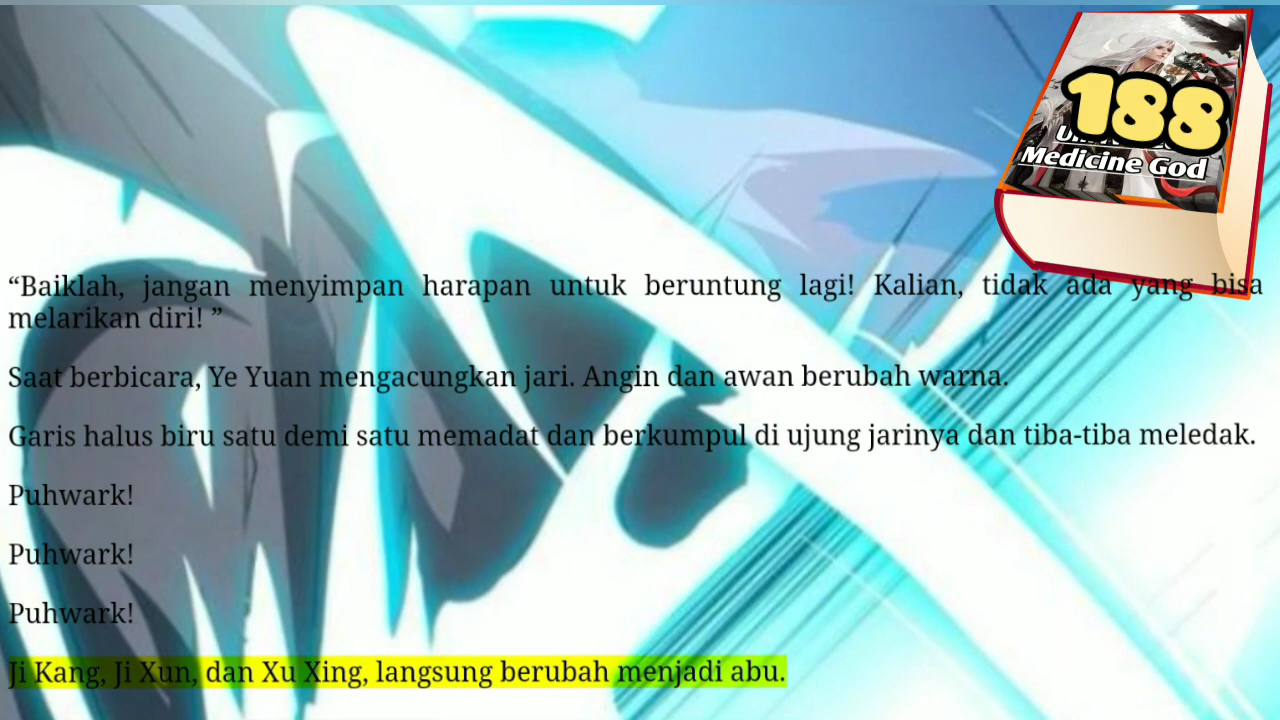 188
Medicine God
“Baiklah, jangan menyimpan harapan untuk beruntung lagi! Kalian, tidak ada yang bisa
melarikan diri! ”
Saat berbicara, Ye Yuan mengacungkan jari. Angin dan awan berubah warna.
Garis halus biru satu demi satu memadat dan berkumpul di ujung jarinya dan tiba-tiba meledak.
Puhwark!
Puhwark!
Puhwark!
Ji Kang, Ji Xun, dan Xu Xing, langsung berubah menjadi abu.